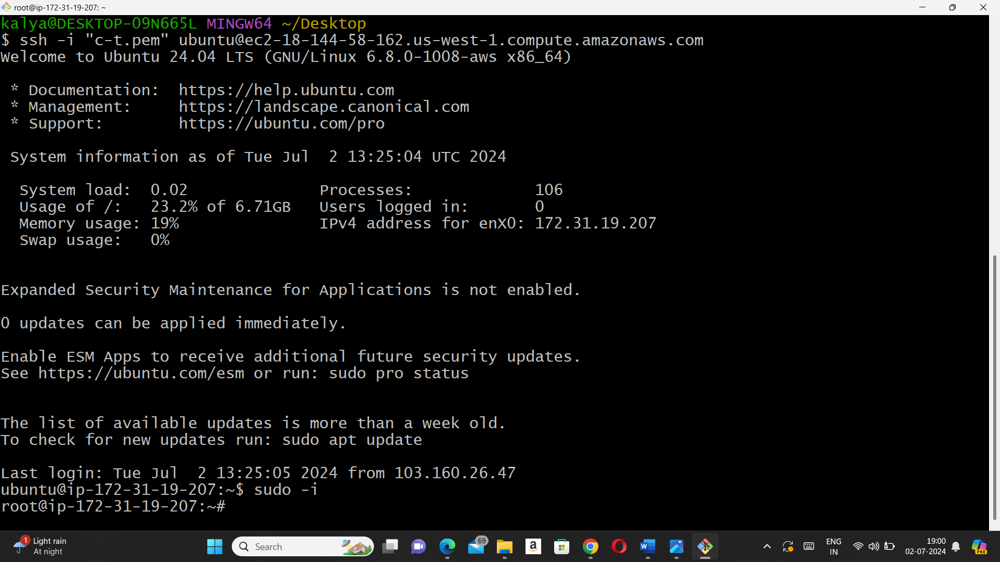 root@ip-172-31-19-207: ~
kalya@DESKTOP-O9N665L MINGW64 ~/Desktop
$ ssh -i "c-t.pem" ubuntu@ec2-18-144-58-162.us-west-1.compute.amazonaws.com
Welcome to Ubuntu 24.04 LTS (GNU/Linux 6.8.0-1008-aws x86_64)
* Documentation:  https://help.ubuntu.com
* Management:     https://landscape.canonical.com
* Support:        https://ubuntu.com/pro
System information as of Tue Jul  2 13:25:04 UTC 2024
System load:  0.02              Processes:             106
Usage of /:   23.2% of 6.71GB   Users logged in:       0
Memory usage: 19%               IPv4 address for enX0: 172.31.19.207
Swap usage:   0%
Expanded Security Maintenance for Applications is not enabled.
0 updates can be applied immediately.
Enable ESM Apps to receive additional future security updates.
See https://ubuntu.com/esm or run: sudo pro status
The list of available updates is more than a week old.
To check for new updates run: sudo apt update
Last login: Tue Jul  2 13:25:05 2024 from 103.160.26.47
ubuntu@ip-172-31-19-207:~$ sudo -i
root@ip-172-31-19-207:~#
1
Light rain
At night
Search
69
a
W
PRE
ENG
IN
19:00
02-07-2024